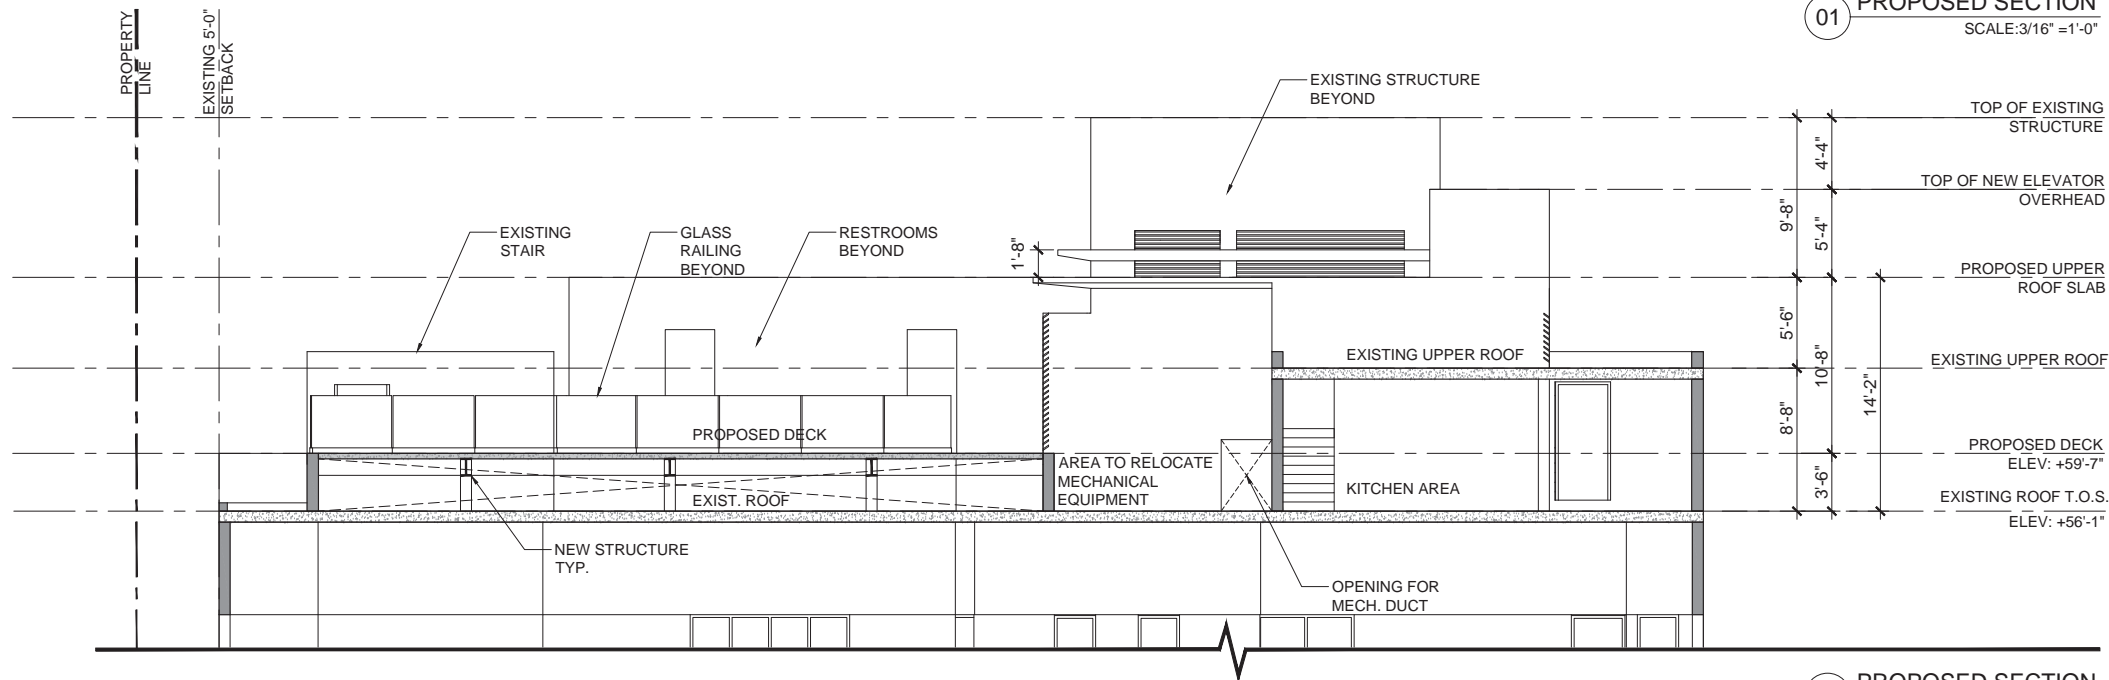 PROPOSED SECTION
01
SCALE:3/16" =1'-0"
PROPERTY
LINE
EXISTING 5'-0"
SETBACK
EXISTING STRUCTURE
BEYOND
TOP OF EXISTING
STRUCTURE
4'-4"
TOP OF NEW ELEVATOR
OVERHEAD
9'-8"
5'-4"
EXISTING
STAIR
GLASS
RAILING
BEYOND
RESTROOMS
BEYOND
1'-8"
PROPOSED UPPER
ROOF SLAB
5'-6"
EXISTING UPPER ROOF
EXISTING UPPER ROOF
10'-8"
14'-2"
8'-8"
PROPOSED DECK
PROPOSED DECK
ELEV: +59'-7"
AREA TO RELOCATE
MECHANICAL
EQUIPMENT
KITCHEN AREA
3'-6"
EXIST. ROOF
EXISTING ROOF T.O.S.
ELEV: +56'-1"
NEW STRUCTURE
TYP.
OPENING FOR
MECH. DUCT
PROPOSED SECTION